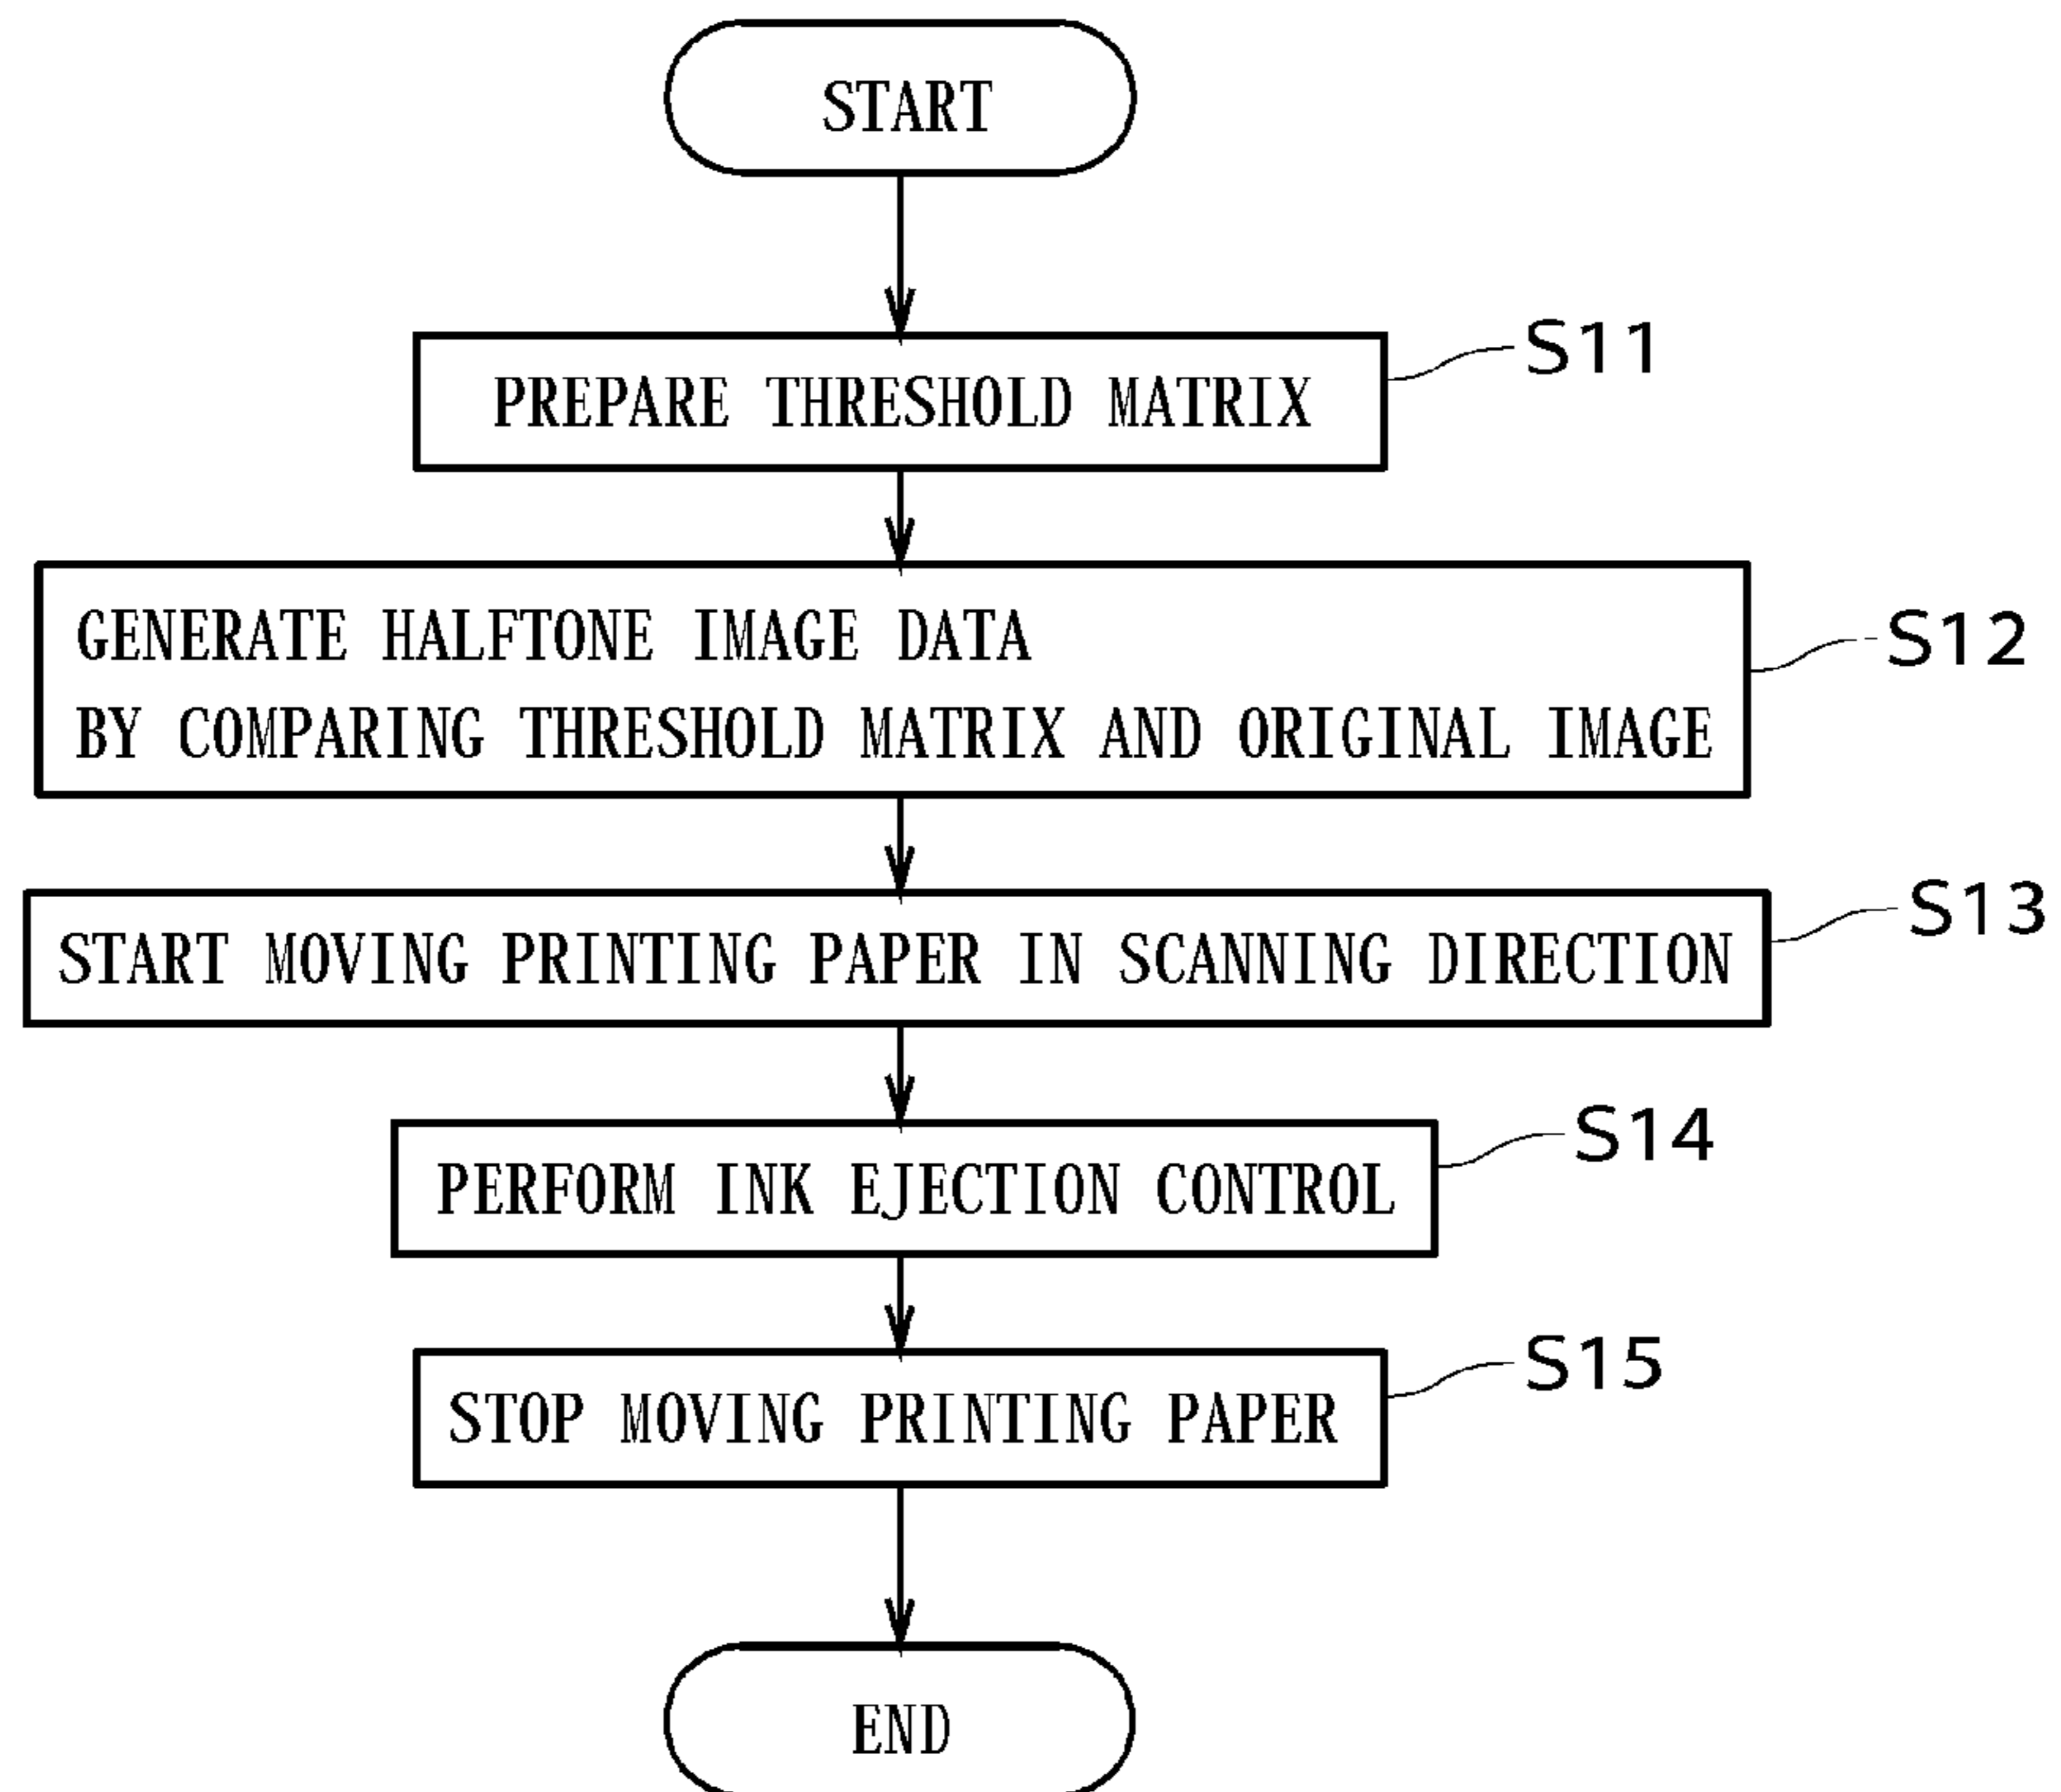 START
PREPARE THRESHOLD MATRIX
S11
GENERATE HALFTONE IMAGE DATA
BY COMPARING THRESHOLD MATRIX AND ORIGINAL IMAGE
S12
START MOVING PRINTING PAPER IN SCANNING DIRECTION
S13
PERFORM INK EJECTION CONTROL
S14
STOP MOVING PRINTING PAPER
S15
END